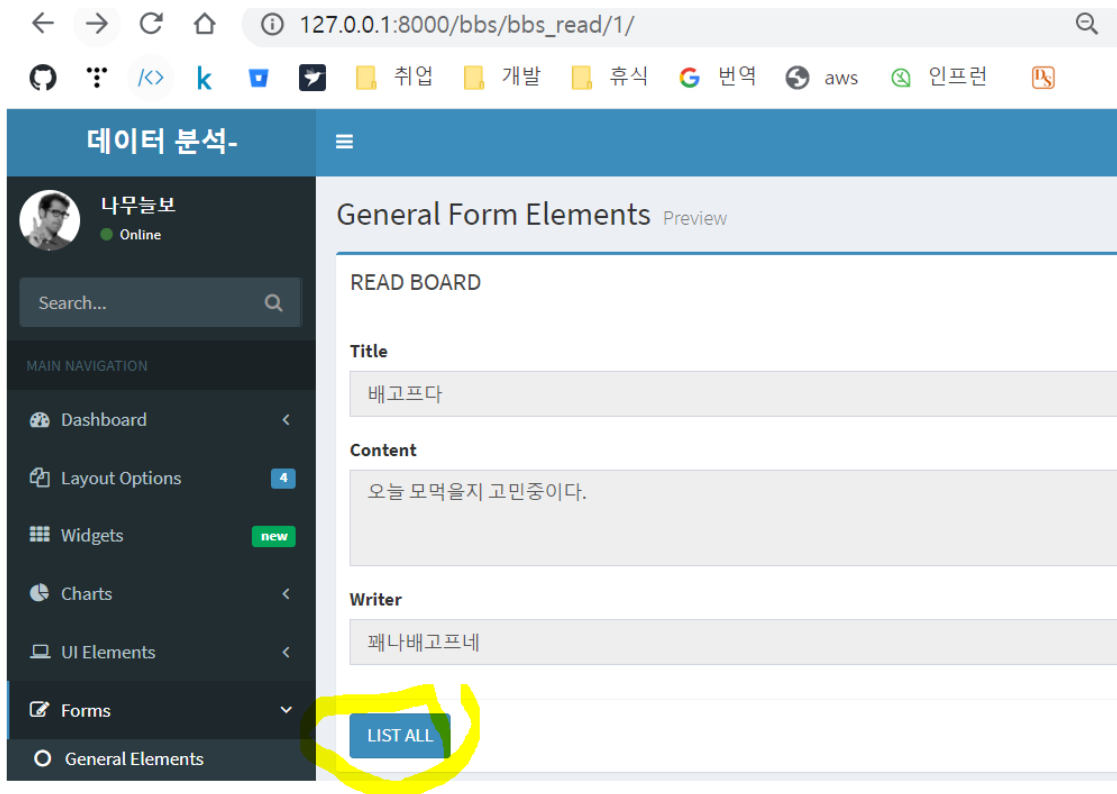 127.0.0.1:8000/bbs/bbs_read/1/
취업 개발 휴식 번역 aws 인프런
데이터 분석-
나무늘보
Online
Search...
MAIN NAVIGATION
Dashboard
Layout Options 4
Widgets new
Charts
UI Elements
Forms
General Elements
General Form Elements Preview
READ BOARD
Title
배고프다
Content
오늘 모먹을지 고민중이다.
Writer
꽤나배고프네
LIST ALL